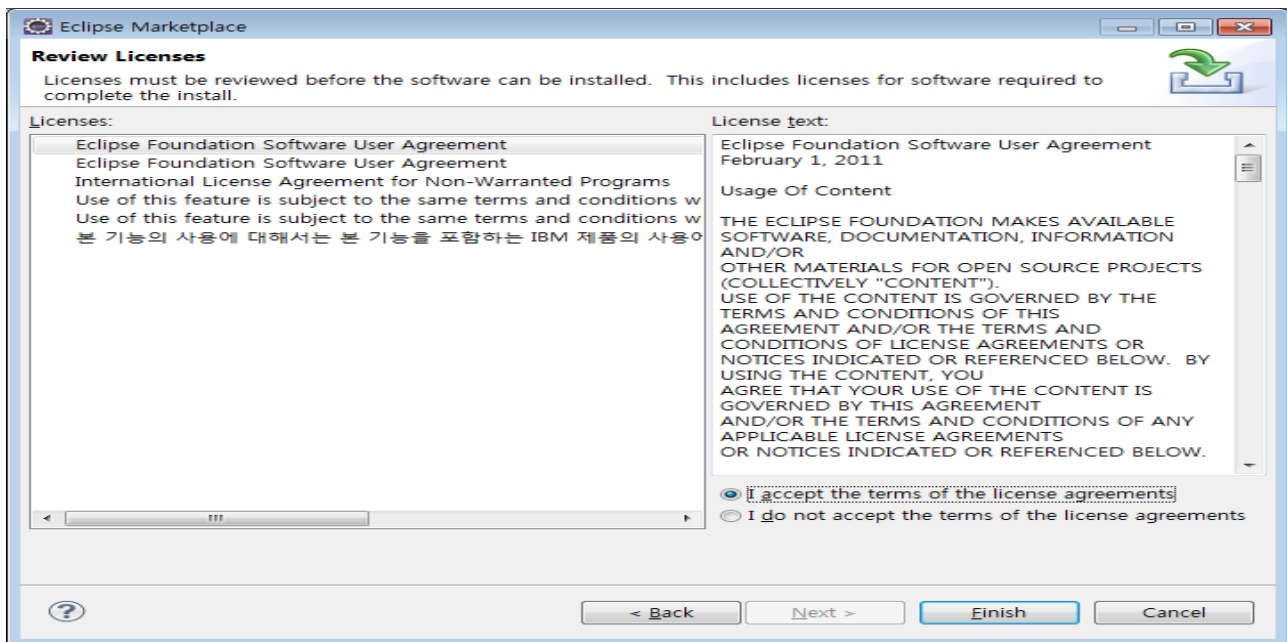 Eclipse Marketplace
Review Licenses
Licenses must be reviewed before the software can be installed. This includes licenses for software required to
complete the install.
Licenses:
Eclipse Foundation Software User Agreement
Eclipse Foundation Software User Agreement
International License Agreement for Non-Warranted Programs
Use of this feature is subject to the same terms and conditions w
Use of this feature is subject to the same terms and conditions w
본 기능의 사용에 대해서는 본 기능을 포함하는 IBM 제품의 사용어
License text:
Eclipse Foundation Software User Agreement
February 1, 2011
Usage Of Content
THE ECLIPSE FOUNDATION MAKES AVAILABLE
SOFTWARE, DOCUMENTATION, INFORMATION
AND/OR
OTHER MATERIALS FOR OPEN SOURCE PROJECTS
(COLLECTIVELY "CONTENT").
USE OF THE CONTENT IS GOVERNED BY THE
TERMS AND CONDITIONS OF THIS
AGREEMENT AND/OR THE TERMS AND
CONDITIONS OF LICENSE AGREEMENTS OR
NOTICES INDICATED OR REFERENCED BELOW. BY
USING THE CONTENT, YOU
AGREE THAT YOUR USE OF THE CONTENT IS
GOVERNED BY THIS AGREEMENT
AND/OR THE TERMS AND CONDITIONS OF ANY
APPLICABLE LICENSE AGREEMENTS
OR NOTICES INDICATED OR REFERENCED BELOW.
I accept the terms of the license agreements
I do not accept the terms of the license agreements
?
< Back
Next >
Finish
Cancel